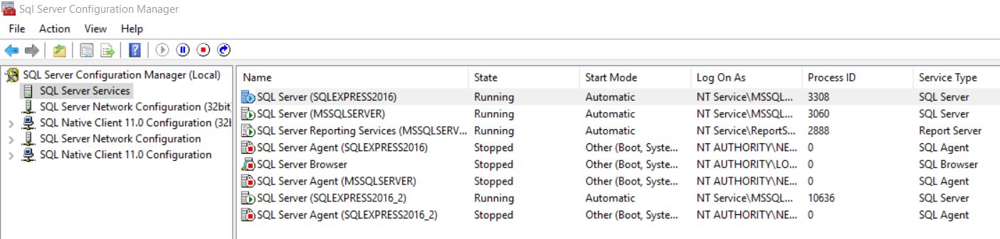 Sql Server Configuration Manager
File Action View Help
SQL Server Configuration Manager (Local)
SQL Server Services
SQL Server Network Configuration (32bit
SQL Native Client 11.0 Configuration (32b
SQL Server Network Configuration
SQL Native Client 11.0 Configuration
Name State Start Mode Log On As Process ID Service Type
SQL Server (SQLEXPRESS2016) Running Automatic NT Service\MSSQL... 3308 SQL Server
SQL Server (MSSQLSERVER) Running Automatic NT Service\MSSQL... 3060 SQL Server
SQL Server Reporting Services (MSSQLSERV... Running Automatic NT Service\ReportS... 2888 Report Server
SQL Server Agent (SQLEXPRESS2016) Stopped Other (Boot, Syste... NT AUTHORITY\NE... 0 SQL Agent
SQL Server Browser Stopped Other (Boot, Syste... NT AUTHORITY\LO... 0 SQL Browser
SQL Server Agent (MSSQLSERVER) Stopped Other (Boot, Syste... NT AUTHORITY\NE... 0 SQL Agent
SQL Server (SQLEXPRESS2016_2) Running Automatic NT Service\MSSQL... 10636 SQL Server
SQL Server Agent (SQLEXPRESS2016_2) Stopped Other (Boot, Syste... NT AUTHORITY\NE... 0 SQL Agent